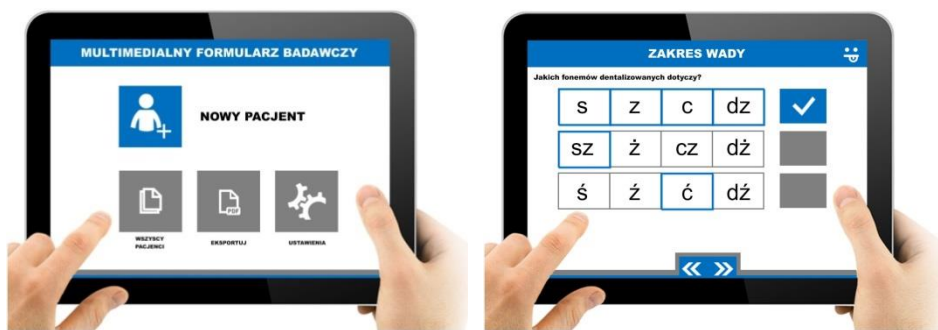 MULTIMEDIALNY FORMULARZ BADAWCZY
NOWY PACJENT
WSZYSCY
PACJENCI
PDF
EKSPORTUJ
USTAWIENIA
ZAKRES WADY
Jakich fonemów dentalizowanych dotyczy?
s z c dz
sz ż cz dż
ś ź ć dź